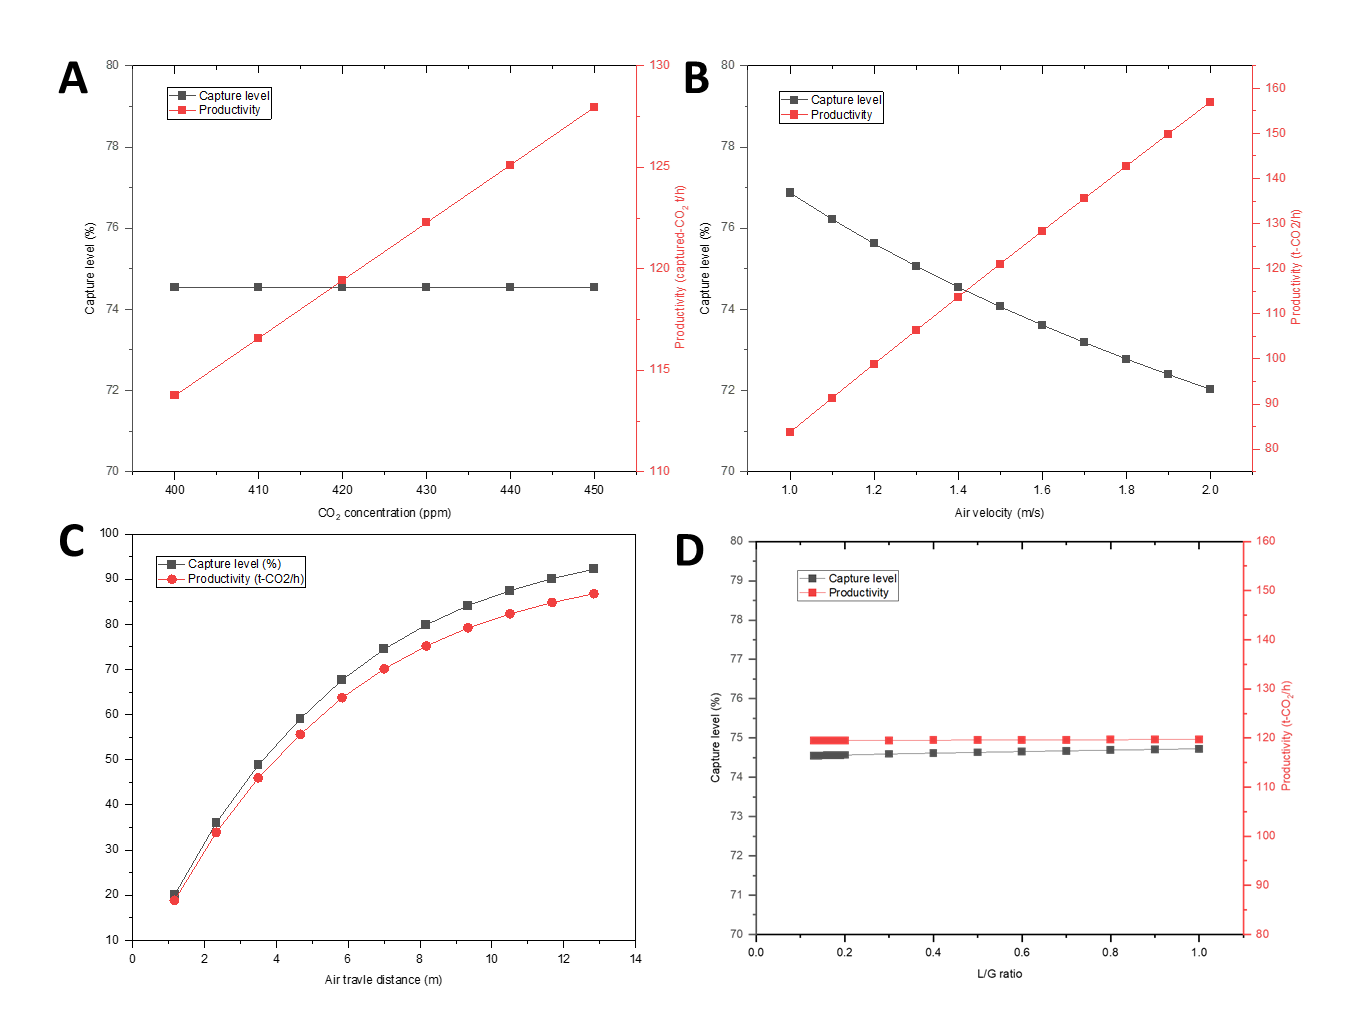 A
80
78
76
74
72
70
Capture level (%)
Capture level
Productivity
130
125
120
115
110
Productivity (captured-CO₂ t/h)
400 410 420 430 440 450
CO₂ concentration (ppm)
B
80
78
76
74
72
70
Capture level (%)
Capture level
Productivity
160
150
140
130
120
110
100
90
80
Productivity (t-CO2/h)
1.0 1.2 1.4 1.6 1.8 2.0
Air velocity (m/s)
C
100
90
80
70
60
50
40
30
20
10
Capture level (%)
Productivity (t-CO2/h)
0 2 4 6 8 10 12 14
Air travle distance (m)
D
80
79
78
77
76
75
74
73
72
71
70
Capture level (%)
Capture level
Productivity
160
150
140
130
120
110
100
90
80
Productivity (t-CO₂/h)
0.0 0.2 0.4 0.6 0.8 1.0
L/G ratio